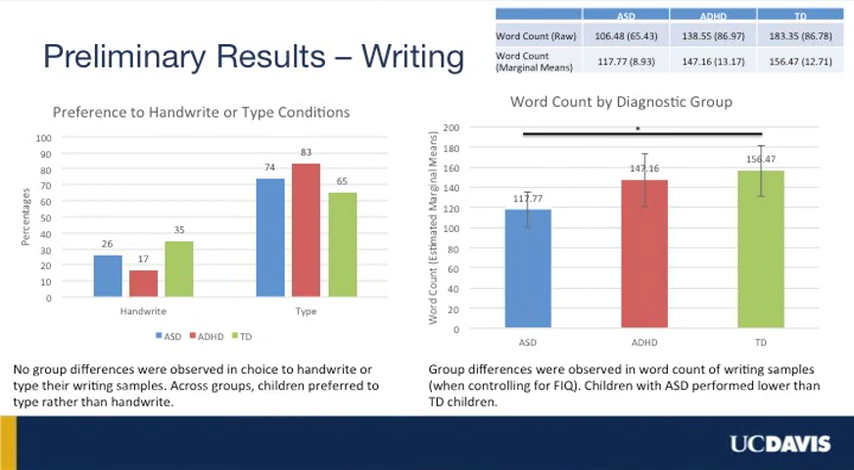 ASD ADHD TD
Word Count (Raw) 106.48 (65.43) 138.55 (86.97) 183.35 (86.78)
Word Count
(Marginal Means) 117.77 (8.93) 147.16 (13.17) 156.47 (12.71)
Preliminary Results – Writing
Preference to Handwrite or Type Conditions
Percentages
100
90
80
70
60
50
40
30
20
10
0
26
17
35
74
83
65
Handwrite
Type
ASD ADHD TD
No group differences were observed in choice to handwrite or
type their writing samples. Across groups, children preferred to
type rather than handwrite.
Word Count by Diagnostic Group
Word Count (Estimated Marginal Means)
200
180
160
140
120
100
80
60
40
20
0
*
117.77
147.16
156.47
ASD
ADHD
TD
Group differences were observed in word count of writing samples
(when controlling for FIQ). Children with ASD performed lower than
TD children.
UCDAVIS